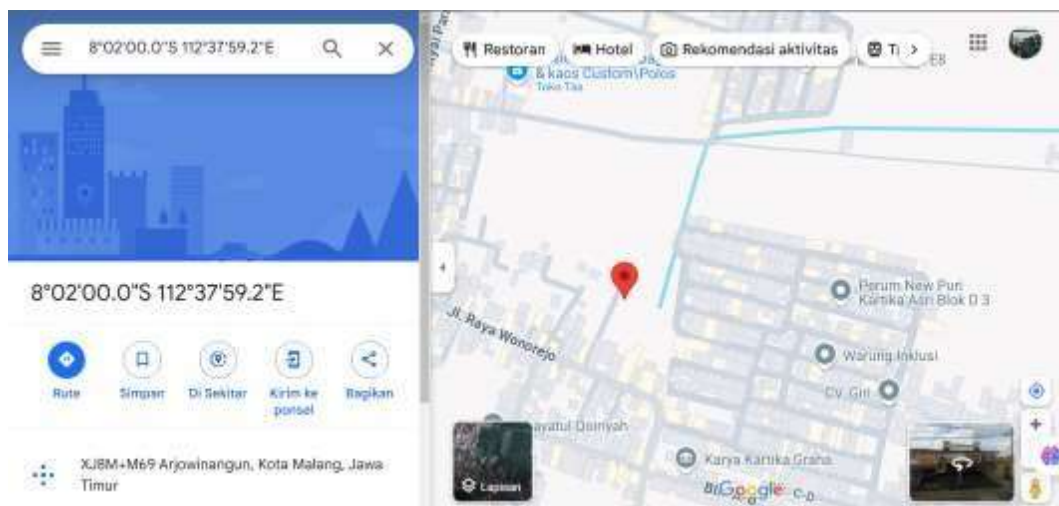 8°02'00.0"S 112°37'59.2"E
Restoran
Hotel
Rekomendasi aktivitas
E8
& kaos Custom\Polos
Toko Taa
8°02'00.0"S 112°37'59.2"E
Rute
Simpan
Di Sekitar
Kirim ke
ponsel
Bagikan
XJ8M+M69 Arjowinangun, Kota Malang, Jawa
Timur
Jl. Raya Wonorejo
Perum New Puri
Kartika Asri Blok D 3
Warung Inklusi
CV. Giri
Karya Kartika Graha
Lapisan
Google